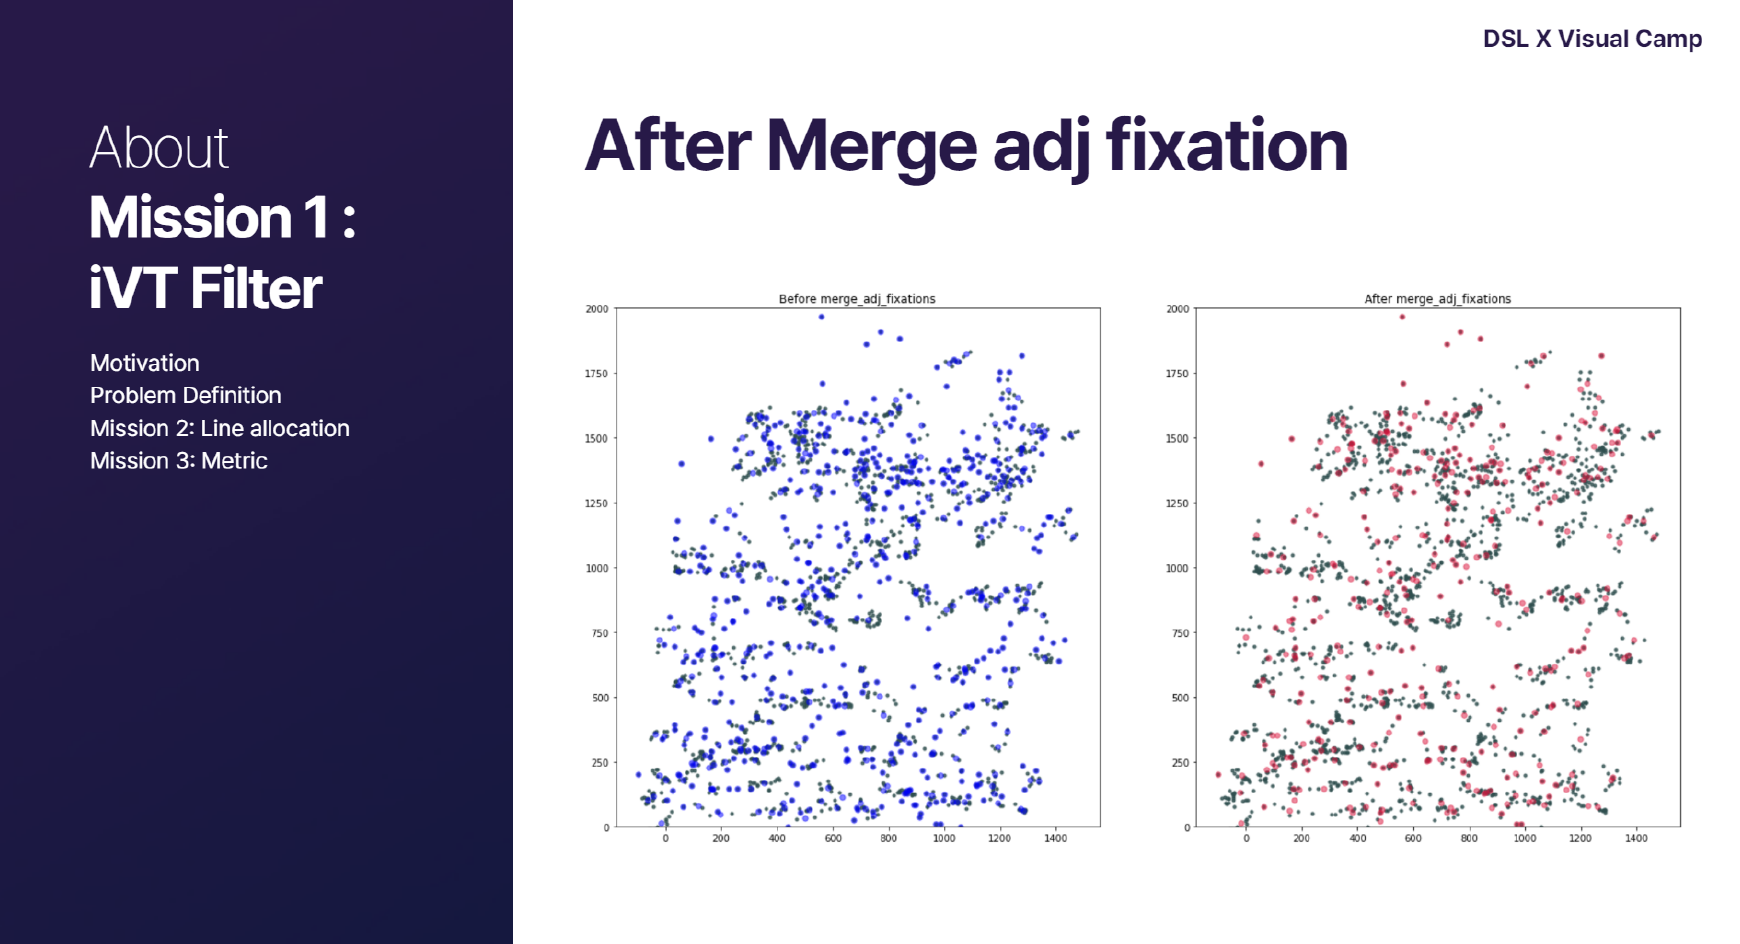 DSL X Visual Camp
About
Mission 1 :
iVT Filter
Motivation
Problem Definition
Mission 2: Line allocation
Mission 3: Metric
After Merge adj fixation
Before merge_adj_fixations
2000
1750
1500
1250
1000
750
500
250
0
0 200 400 600 800 1000 1200 1400
After merge_adj_fixations
2000
1750
1500
1250
1000
750
500
250
0
0 200 400 600 800 1000 1200 1400